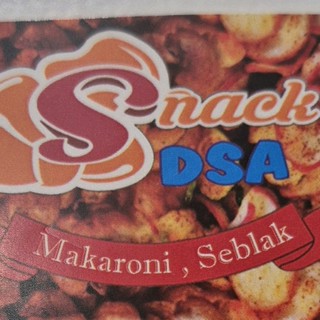 Snack
DSA
Makaroni , Seblak